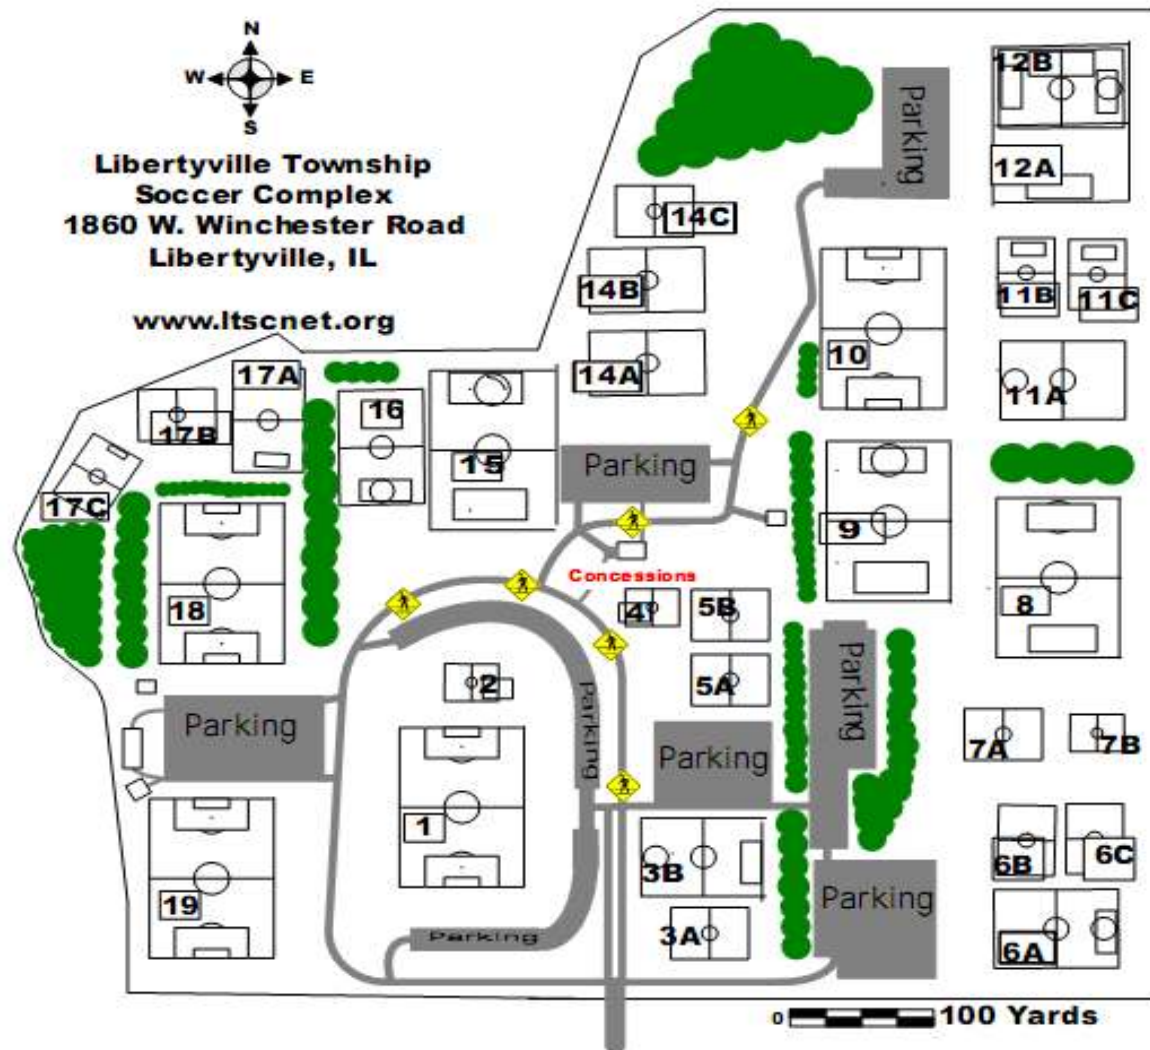 N
W E
S
Libertyville Township
Soccer Complex
1860 W. Winchester Road
Libertyville, IL
www.ltscnet.org
Parking
12B
12A
14C
14B
14A
10
11B
11C
11A
17A
17B
17C
16
15
Parking
9
8
18
Concessions
4
5B
5A
2
Parking
Parking
Parking
Parking
7A
7B
1
3B
3A
6B
6C
6A
19
Parking
Parking
0 100 Yards